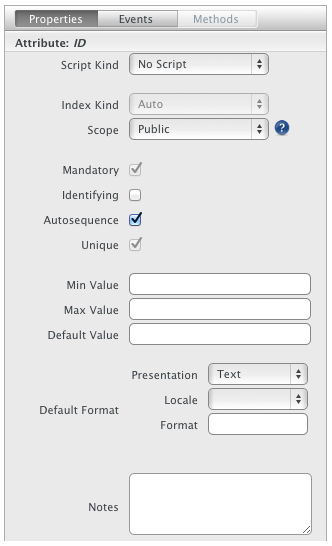 Properties Events Methods
Attribute: ID
Script Kind No Script
Index Kind Auto
Scope Public ?
Mandatory
Identifying
Autosequence
Unique
Min Value
Max Value
Default Value
Presentation Text
Locale
Default Format
Format
Notes